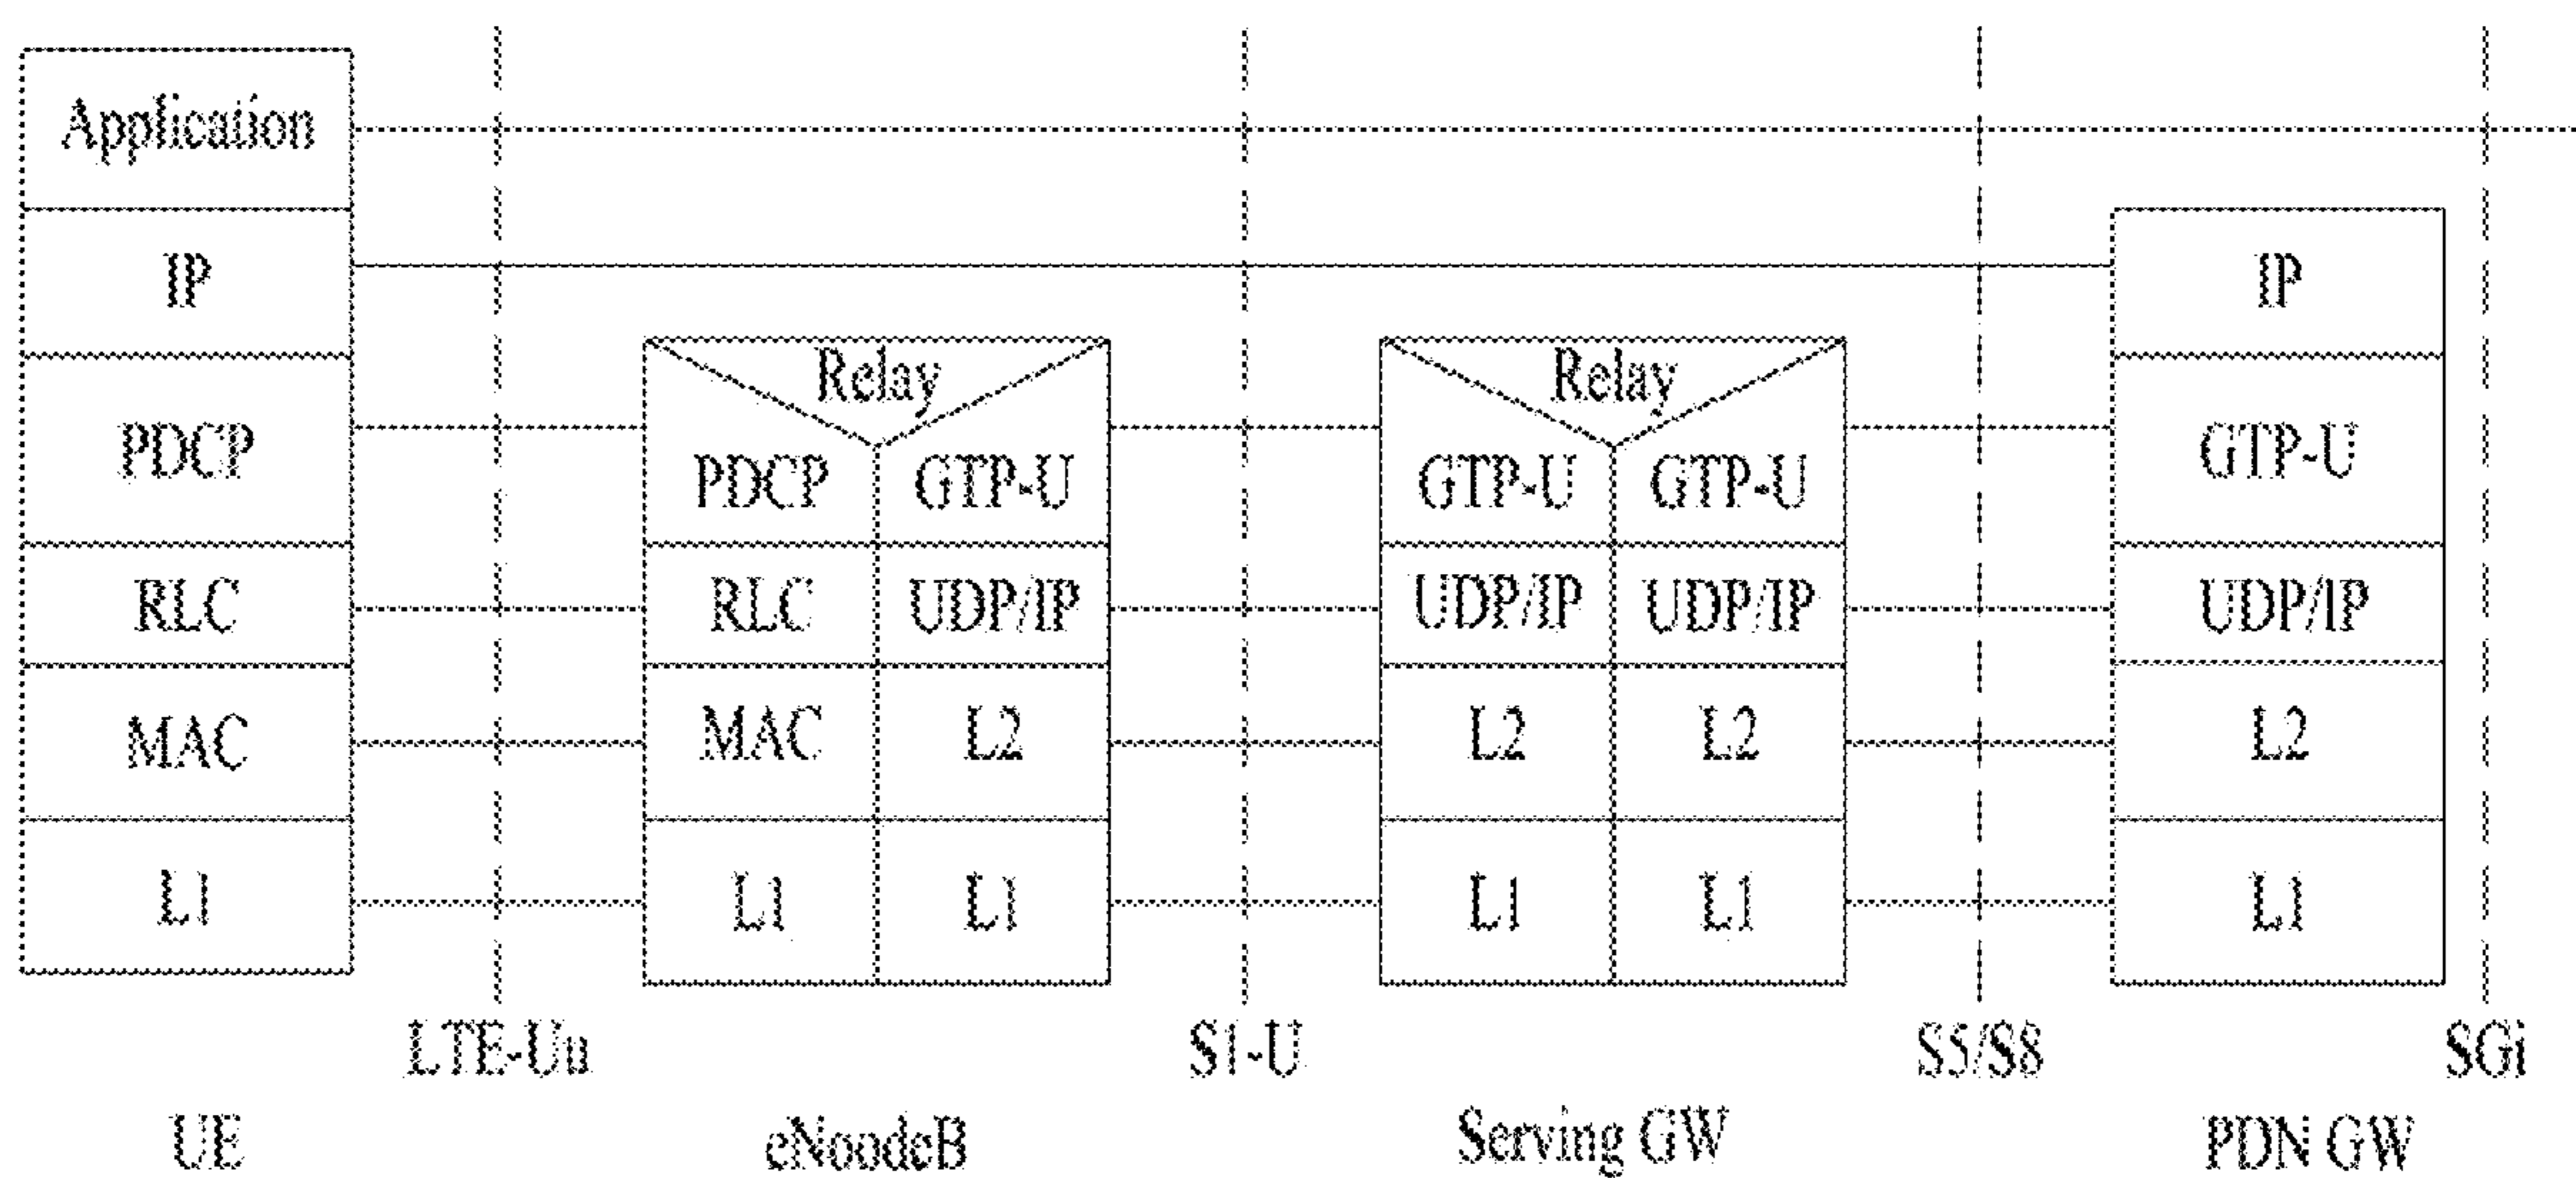 Application
IP
PDCP
RLC
MAC
L1
LTE-Uu
UE
Relay
PDCP GTP-U
RLC UDP/IP
MAC L2
L1 L1
eNoodeB
S1-U
Relay
GTP-U GTP-U
UDP/IP UDP/IP
L2 L2
L1 L1
Serving GW
S5/S8
IP
GTP-U
UDP/IP
L2
L1
PDN GW
SGi